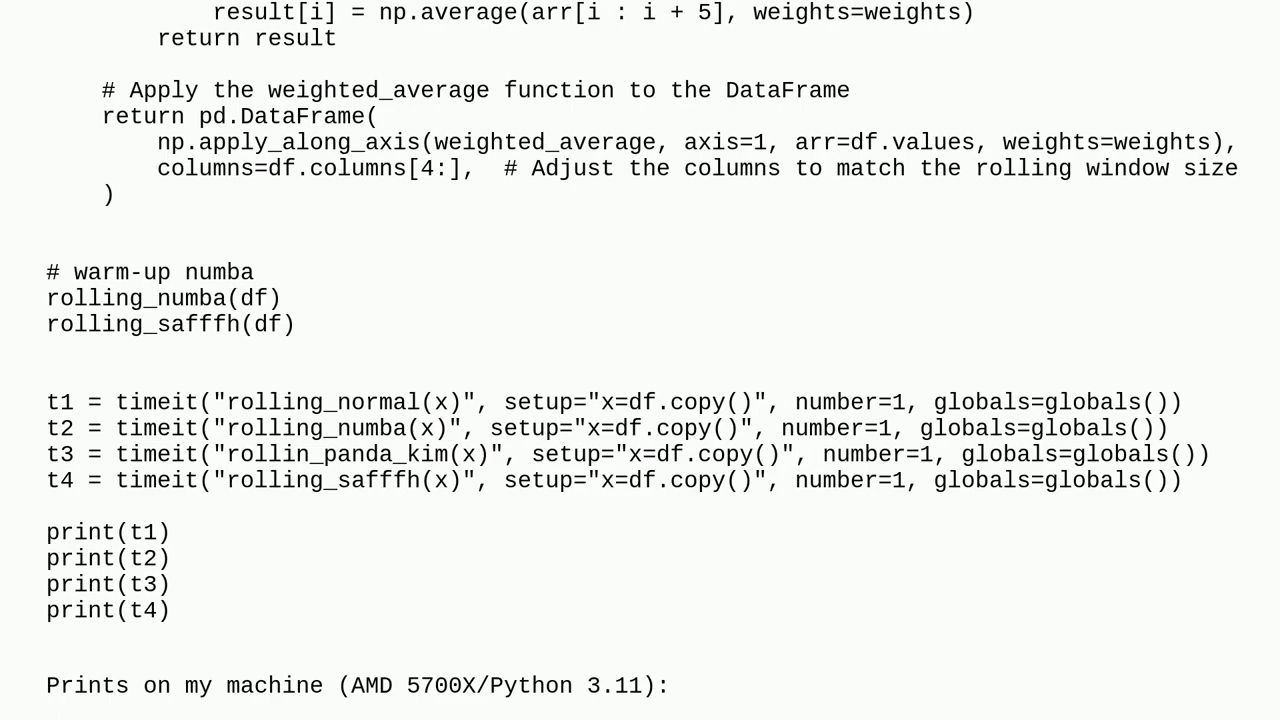 result[i] = np.average(arr[i : i + 5], weights=weights)
return result
# Apply the weighted_average function to the DataFrame
return pd.DataFrame(
np.apply_along_axis(weighted_average, axis=1, arr=df.values, weights=weights),
columns=df.columns[4:],  # Adjust the columns to match the rolling window size
)
# warm-up numba
rolling_numba(df)
rolling_safffh(df)
t1 = timeit("rolling_normal(x)", setup="x=df.copy()", number=1, globals=globals())
t2 = timeit("rolling_numba(x)", setup="x=df.copy()", number=1, globals=globals())
t3 = timeit("rollin_panda_kim(x)", setup="x=df.copy()", number=1, globals=globals())
t4 = timeit("rolling_safffh(x)", setup="x=df.copy()", number=1, globals=globals())
print(t1)
print(t2)
print(t3)
print(t4)
Prints on my machine (AMD 5700X/Python 3.11):